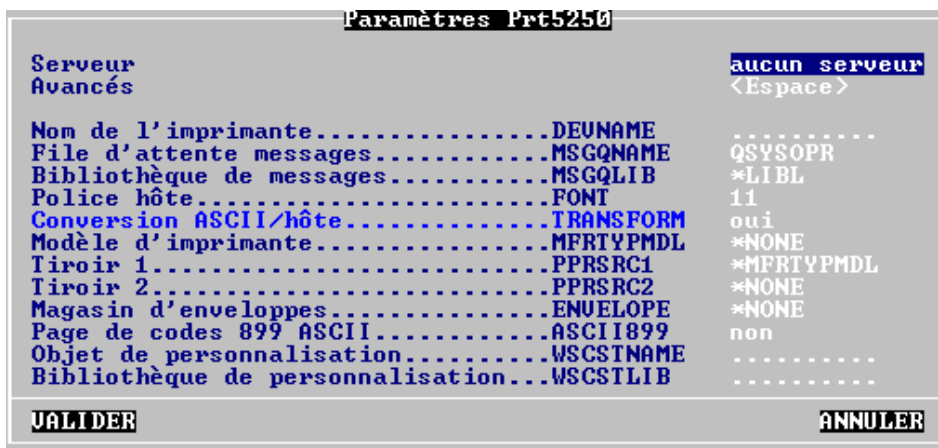 Paramètres Prt5250
Serveur aucun serveur
Avancés <Espace>
Nom de l'imprimante................DEVNAME ..........
File d'attente messages............MSGQNAME QSYSOPR
Bibliothèque de messages...........MSGQLIB *LIBL
Police hôte........................FONT 11
Conversion ASCII/hôte..............TRANSFORM oui
Modèle d'imprimante................MFRTYPMDL *NONE
Tiroir 1...........................PPRSRC1 *MFRTYPMDL
Tiroir 2...........................PPRSRC2 *NONE
Magasin d'enveloppes...............ENVELOPE *NONE
Page de codes 899 ASCII............ASCII899 non
Objet de personnalisation..........WSCSTNAME ..........
Bibliothèque de personnalisation...WSCSTLIB ..........
VALIDER ANNULER